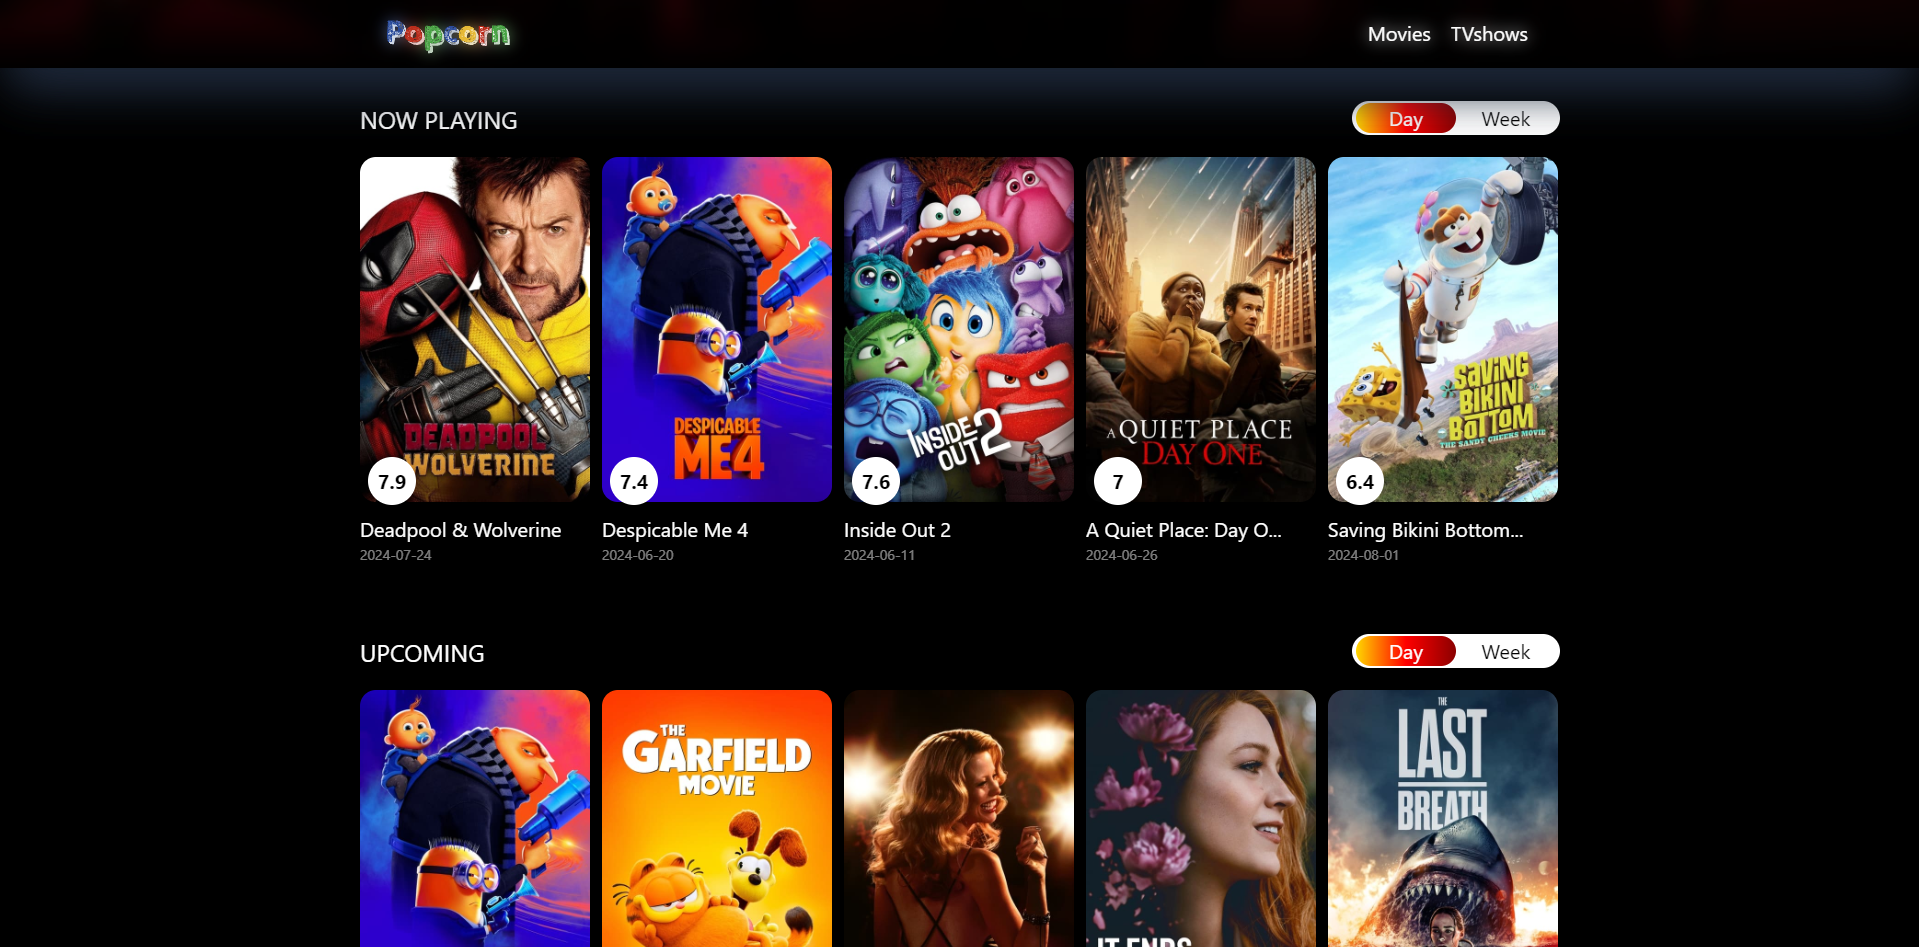 Popcorn
Movies TVshows
NOW PLAYING
Day Week
DEADPOOL
WOLVERINE
7.9
Deadpool & Wolverine
2024-07-24
DESPICABLE
ME4
7.4
Despicable Me 4
2024-06-20
INSIDE
OUT 2
7.6
Inside Out 2
2024-06-11
A QUIET PLACE
DAY ONE
7
A Quiet Place: Day O...
2024-06-26
SAVING
BIKINI
BOTTOM
THE SANDY CHEEKS MOVIE
6.4
Saving Bikini Bottom...
2024-08-01
UPCOMING
Day Week
THE
GARFIELD
MOVIE
IT ENDS
THE
LAST
BREATH